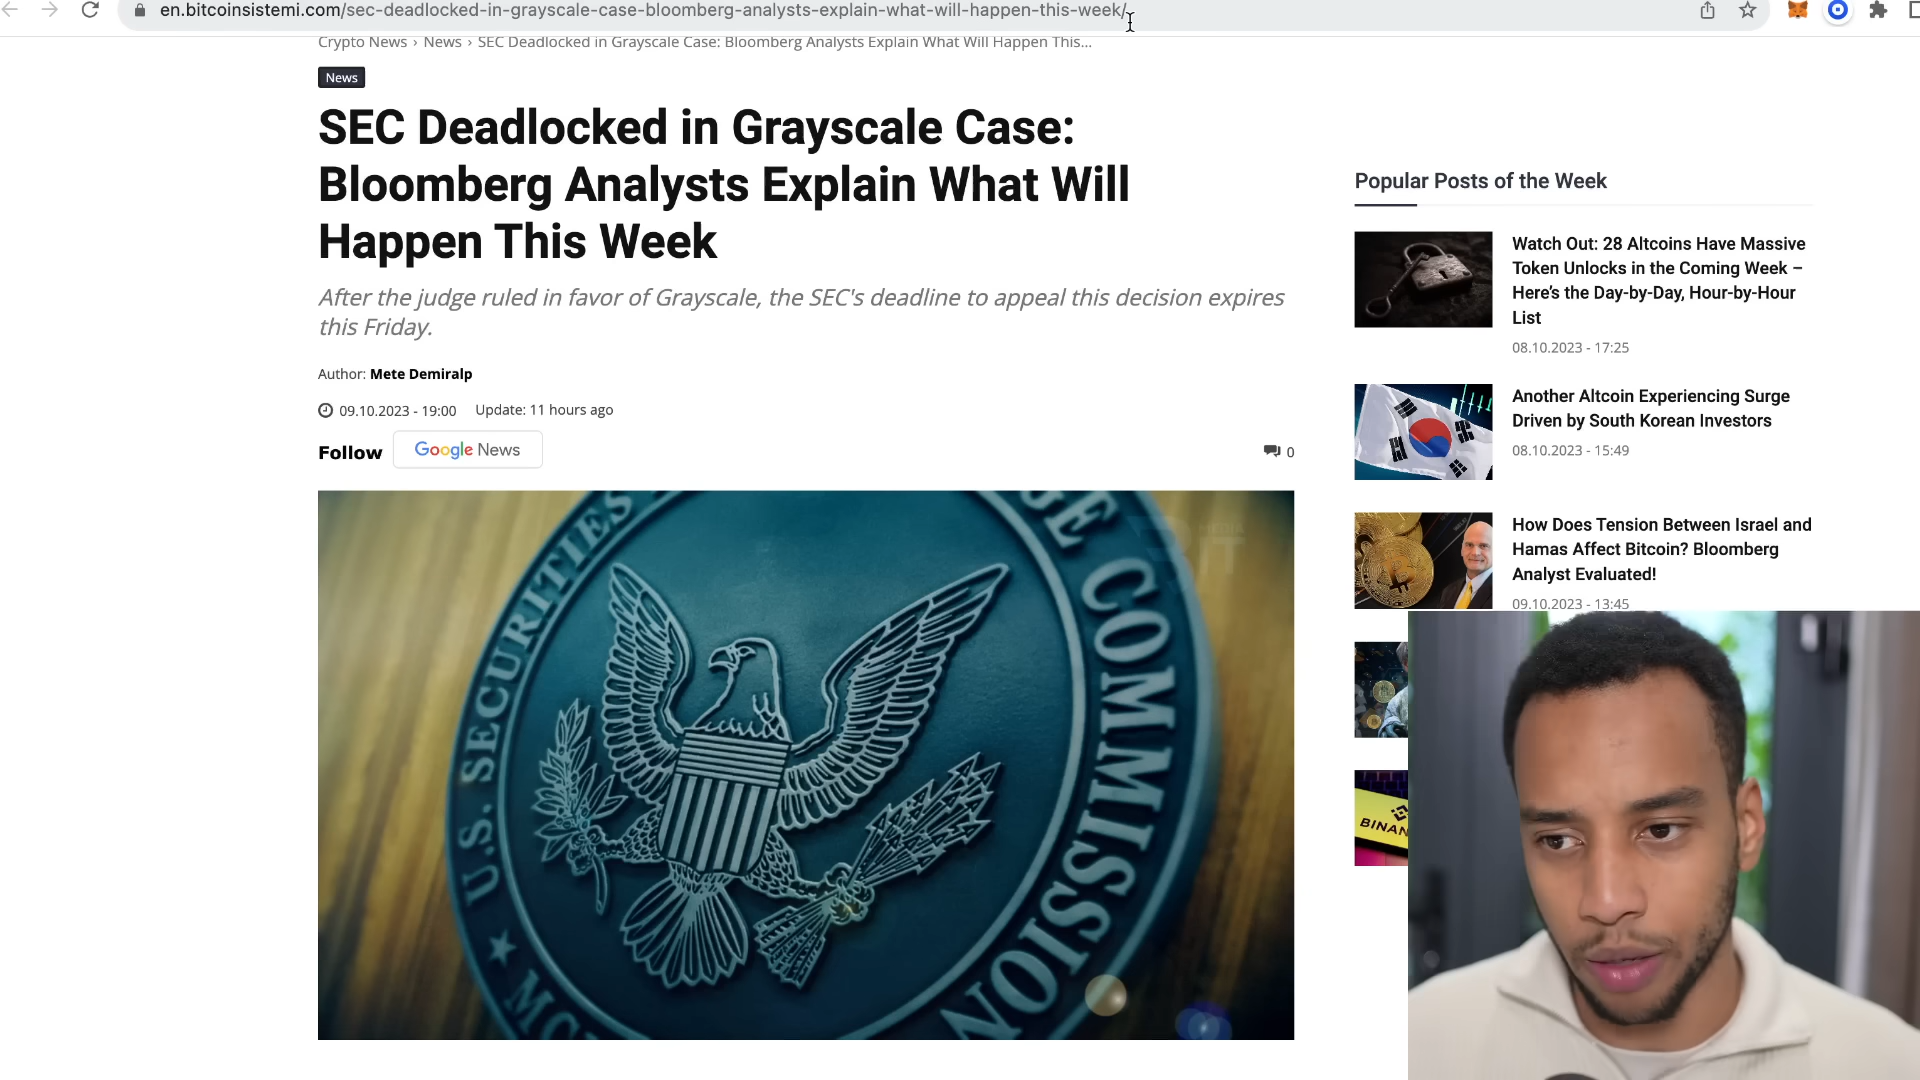 en.bitcoinsistemi.com/sec-deadlocked-in-grayscale-case-bloomberg-analysts-explain-what-will-happen-this-week/
Crypto News › News › SEC Deadlocked in Grayscale Case: Bloomberg Analysts Explain What Will Happen This...
News
SEC Deadlocked in Grayscale Case:
Bloomberg Analysts Explain What Will
Happen This Week
After the judge ruled in favor of Grayscale, the SEC's deadline to appeal this decision expires
this Friday.
Author: Mete Demiralp
09.10.2023 - 19:00 Update: 11 hours ago
Follow Google News
0
U.S. SECURITIES
GE COMMISSION
Popular Posts of the Week
Watch Out: 28 Altcoins Have Massive
Token Unlocks in the Coming Week –
Here's the Day-by-Day, Hour-by-Hour
List
08.10.2023 - 17:25
Another Altcoin Experiencing Surge
Driven by South Korean Investors
08.10.2023 - 15:49
How Does Tension Between Israel and
Hamas Affect Bitcoin? Bloomberg
Analyst Evaluated!
09.10.2023 - 13:45
BINAN